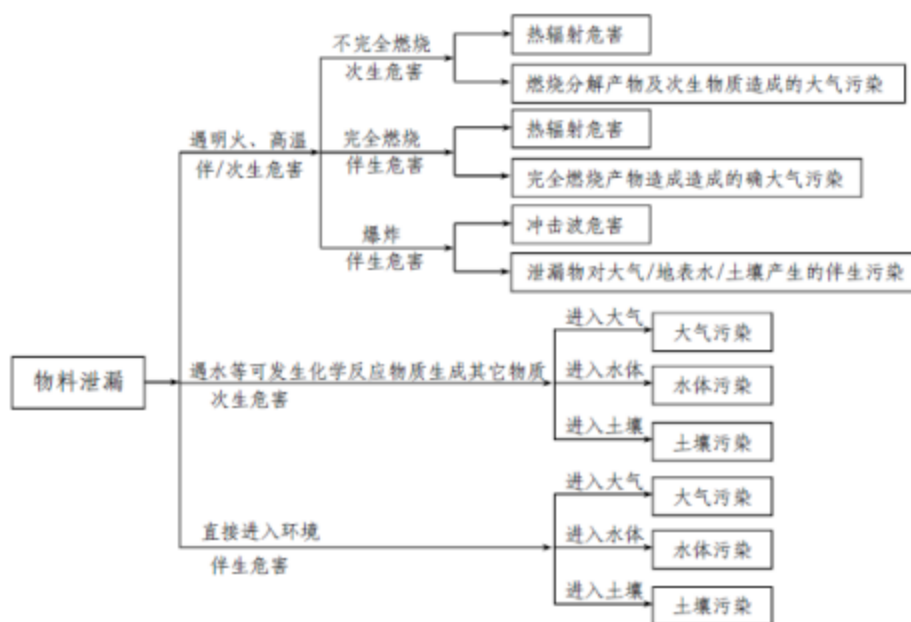 不完全燃烧
次生危害
热辐射危害
燃烧分解产物及次生物质造成的大气污染
遇明火、高温
伴/次生危害
完全燃烧
伴生危害
热辐射危害
完全燃烧产物造成造成的确大气污染
爆炸
伴生危害
冲击波危害
泄漏物对大气/地表水/土壤产生的伴生污染
物料泄漏
遇水等可发生化学反应物质生成其它物质
次生危害
进入大气
大气污染
进入水体
水体污染
进入土壤
土壤污染
直接进入环境
伴生危害
进入大气
大气污染
进入水体
水体污染
进入土壤
土壤污染